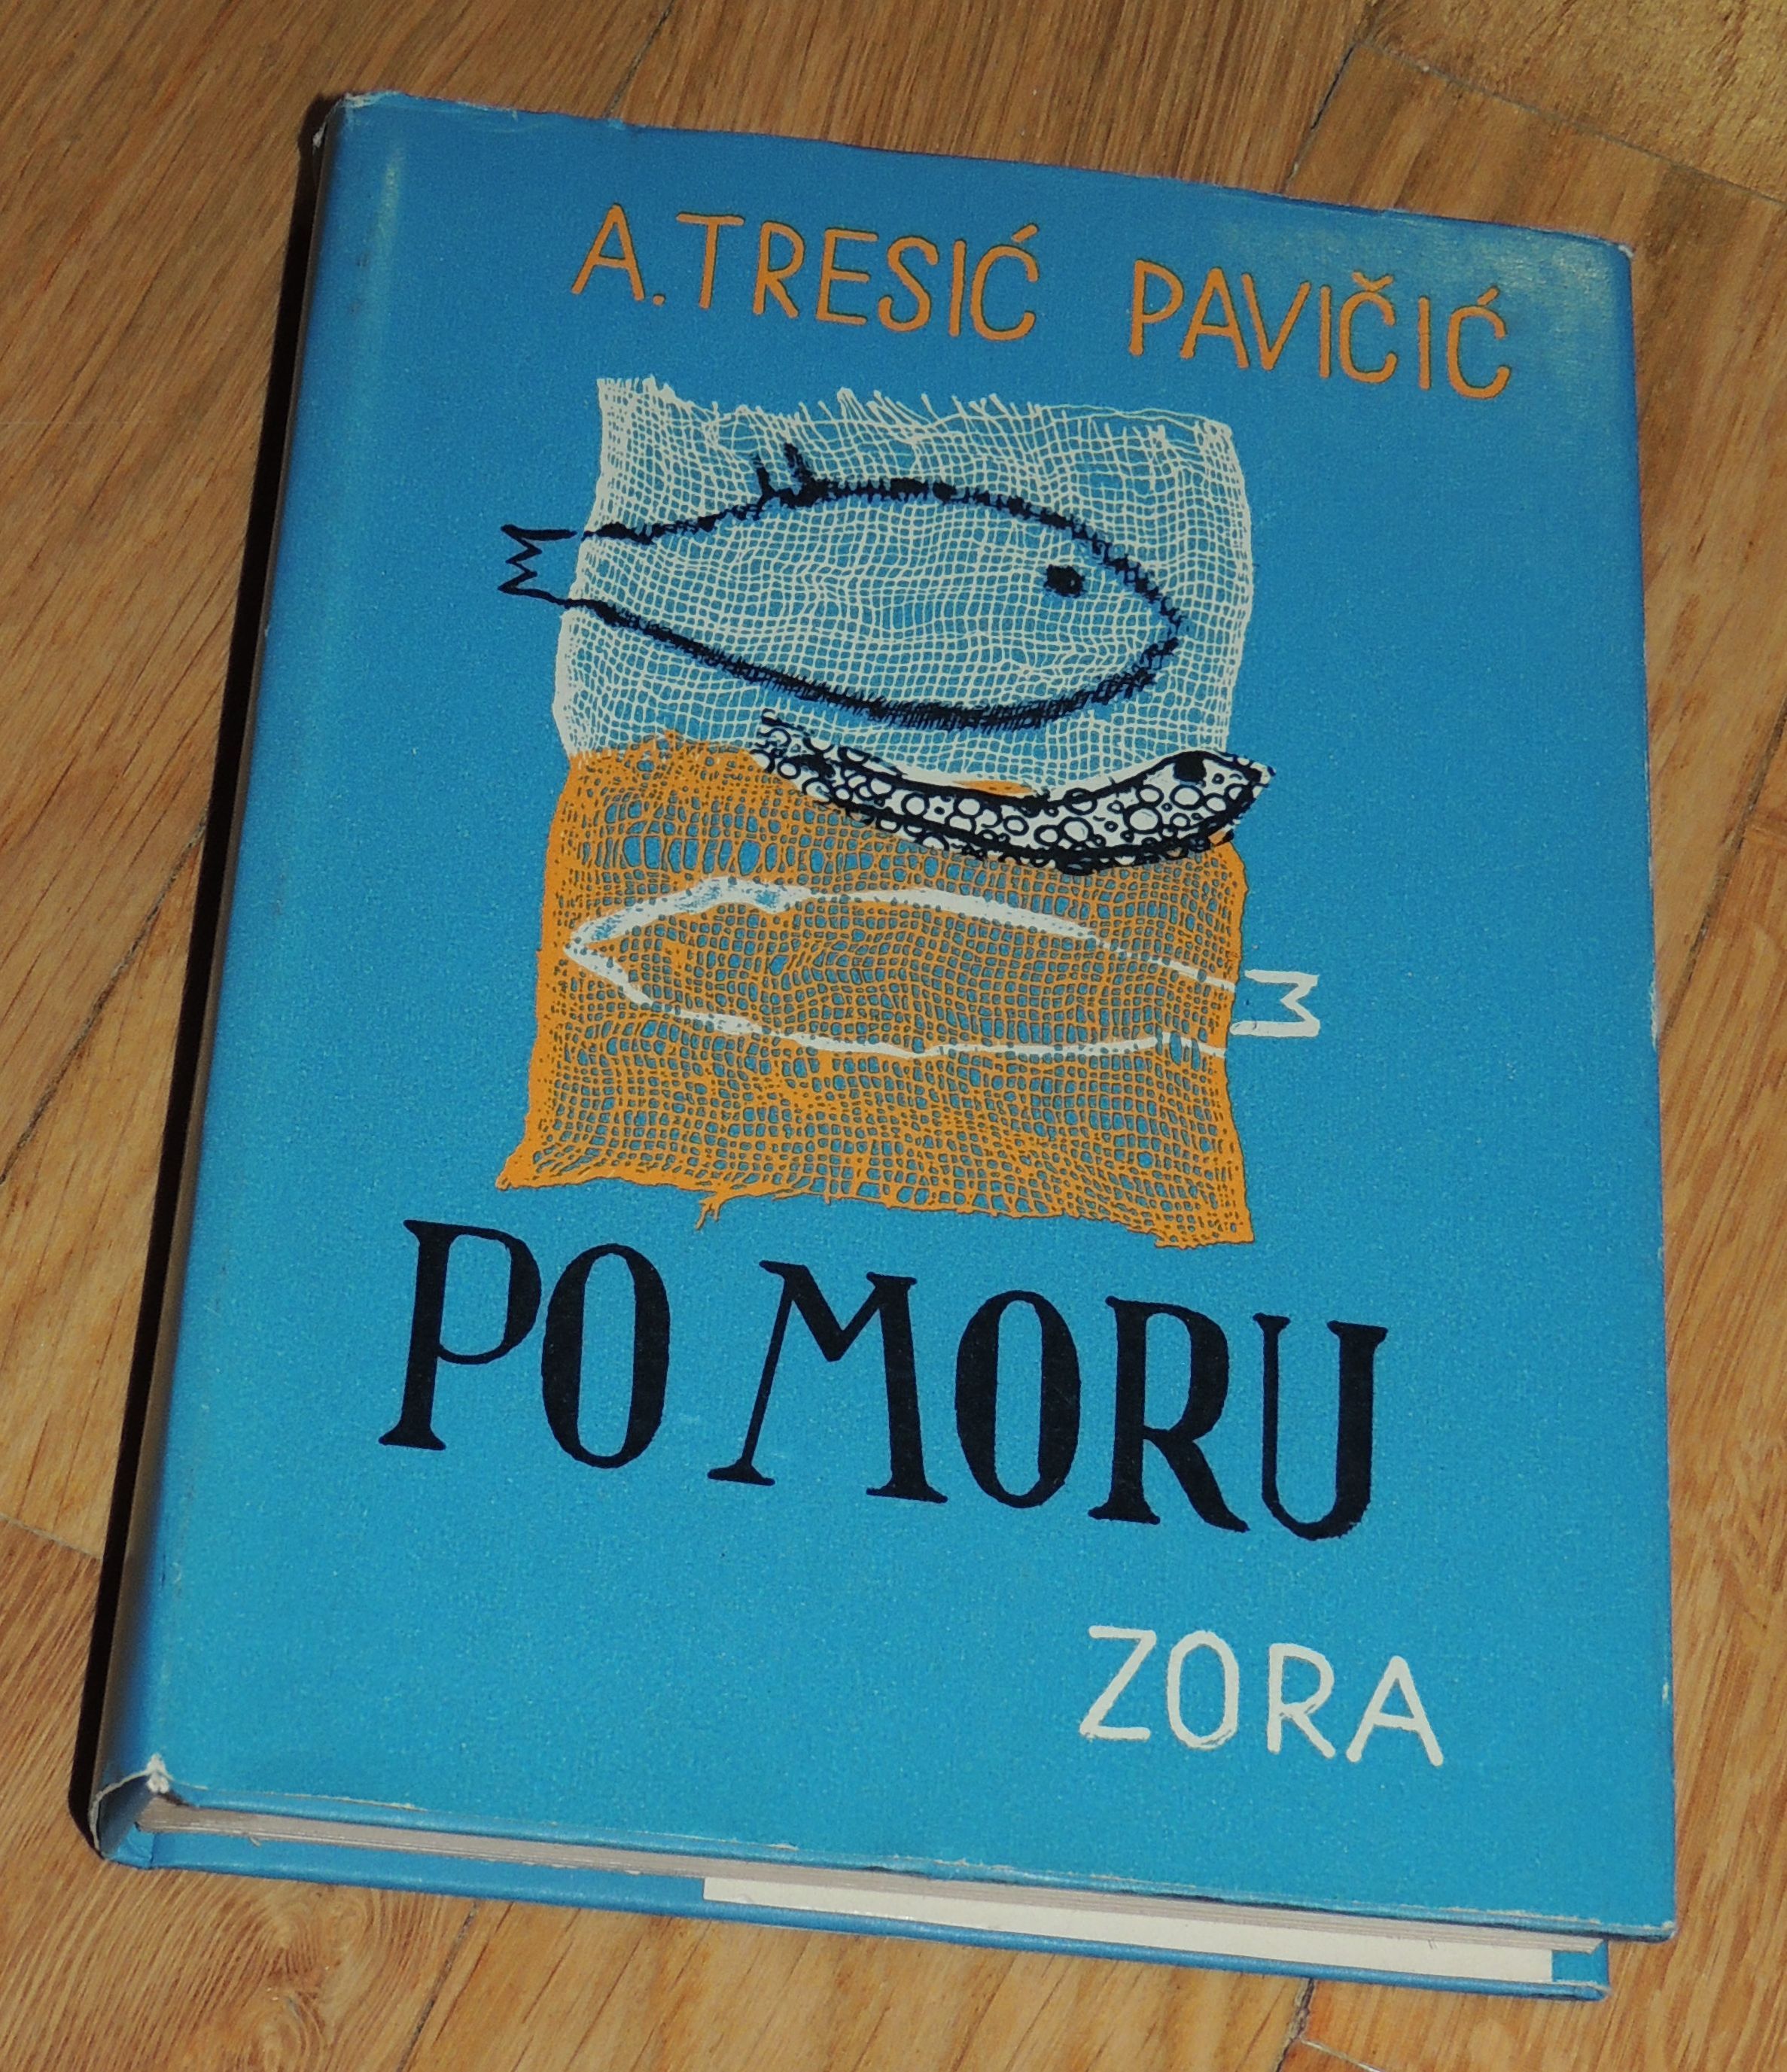 A. TRESIĆ PAVIČIĆ
PO MORU
ZORA